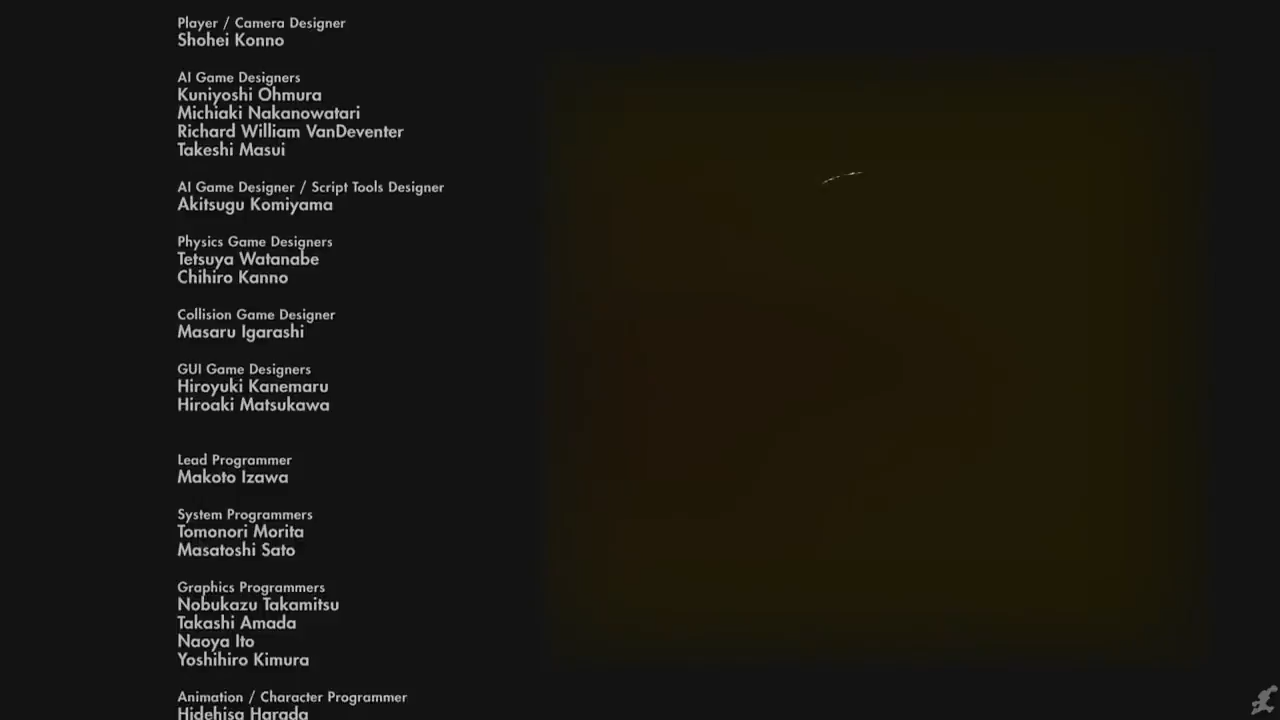 Player / Camera Designer
Shohei Konno
AI Game Designers
Kuniyoshi Ohmura
Michiaki Nakanowatari
Richard William VanDeventer
Takeshi Masui
AI Game Designer / Script Tools Designer
Akitsugu Komiyama
Physics Game Designers
Tetsuya Watanabe
Chihiro Kanno
Collision Game Designer
Masaru Igarashi
GUI Game Designers
Hiroyuki Kanemaru
Hiroaki Matsukawa
Lead Programmer
Makoto Izawa
System Programmers
Tomonori Morita
Masatoshi Sato
Graphics Programmers
Nobukazu Takamitsu
Takashi Amada
Naoya Ito
Yoshihiro Kimura
Animation / Character Programmer
Hidehisa Harada